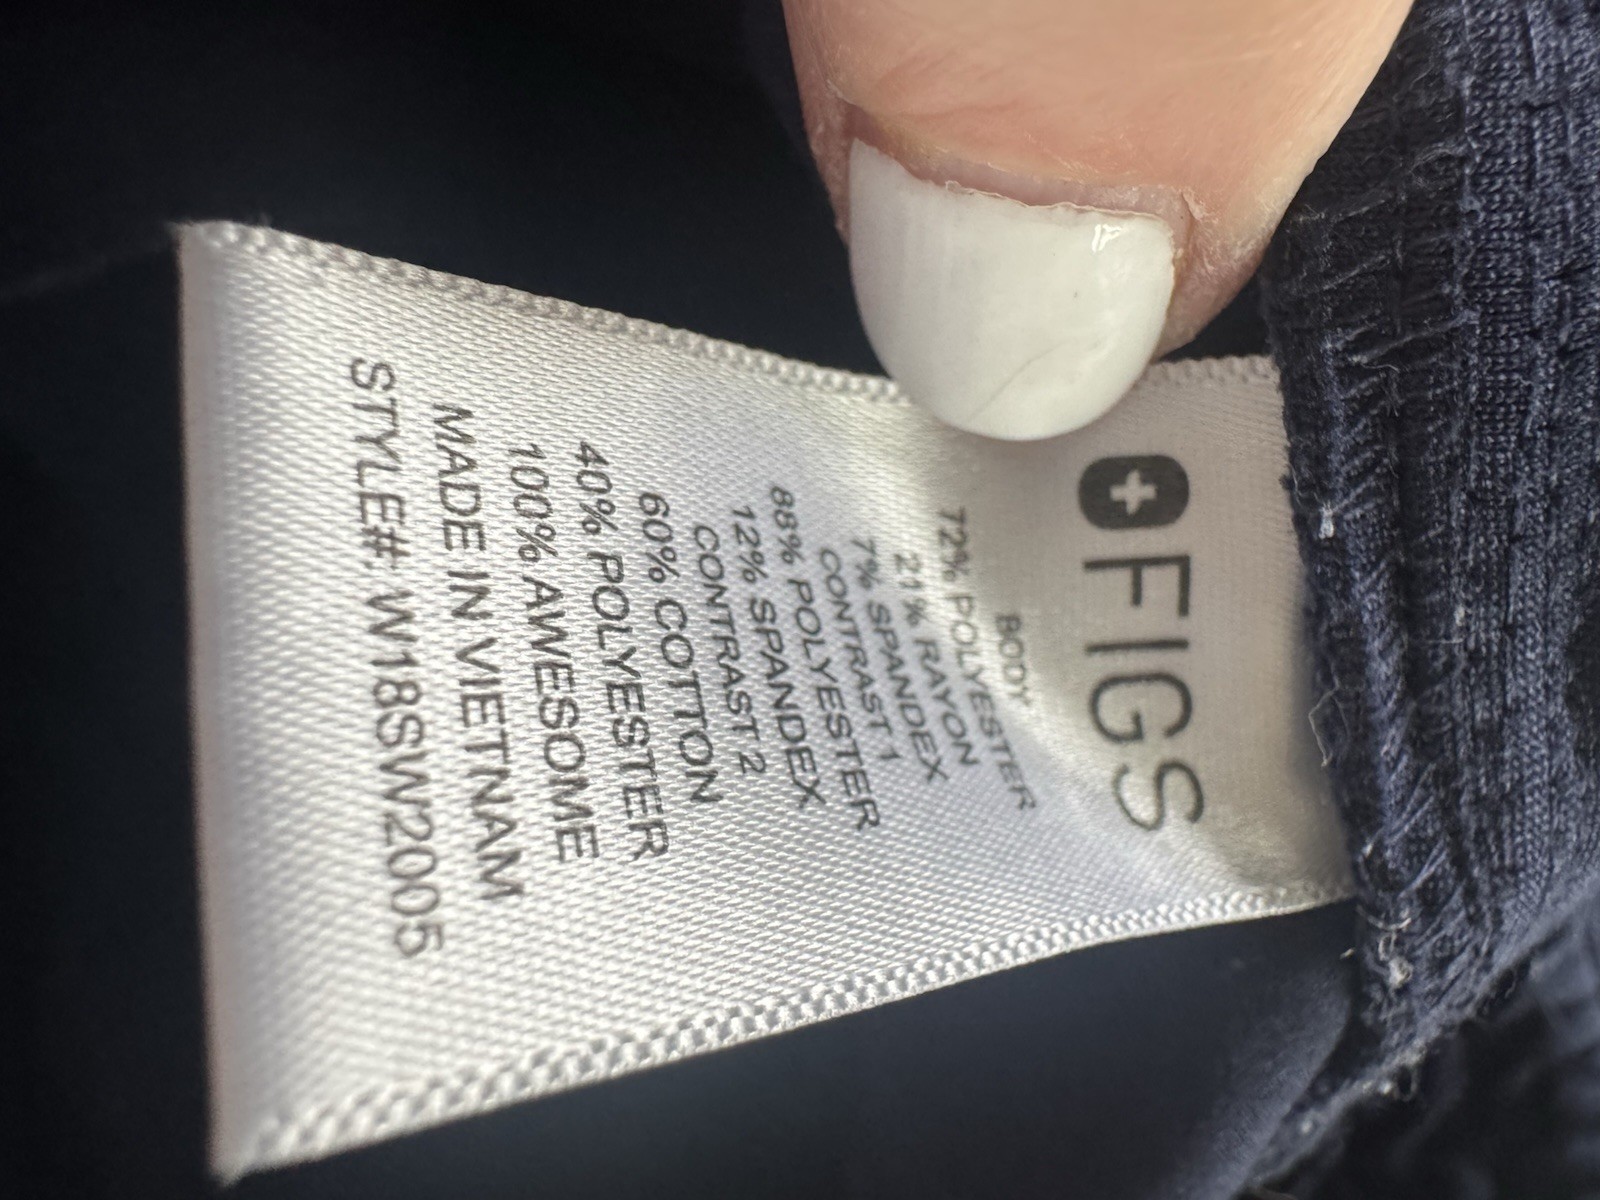 FIGS
BODY
72% POLYESTER
21% RAYON
7% SPANDEX
CONTRAST 1
88% POLYESTER
12% SPANDEX
CONTRAST 2
60% COTTON
40% POLYESTER
100% AWESOME
MADE IN VIETNAM
STYLE#: W18SW2005